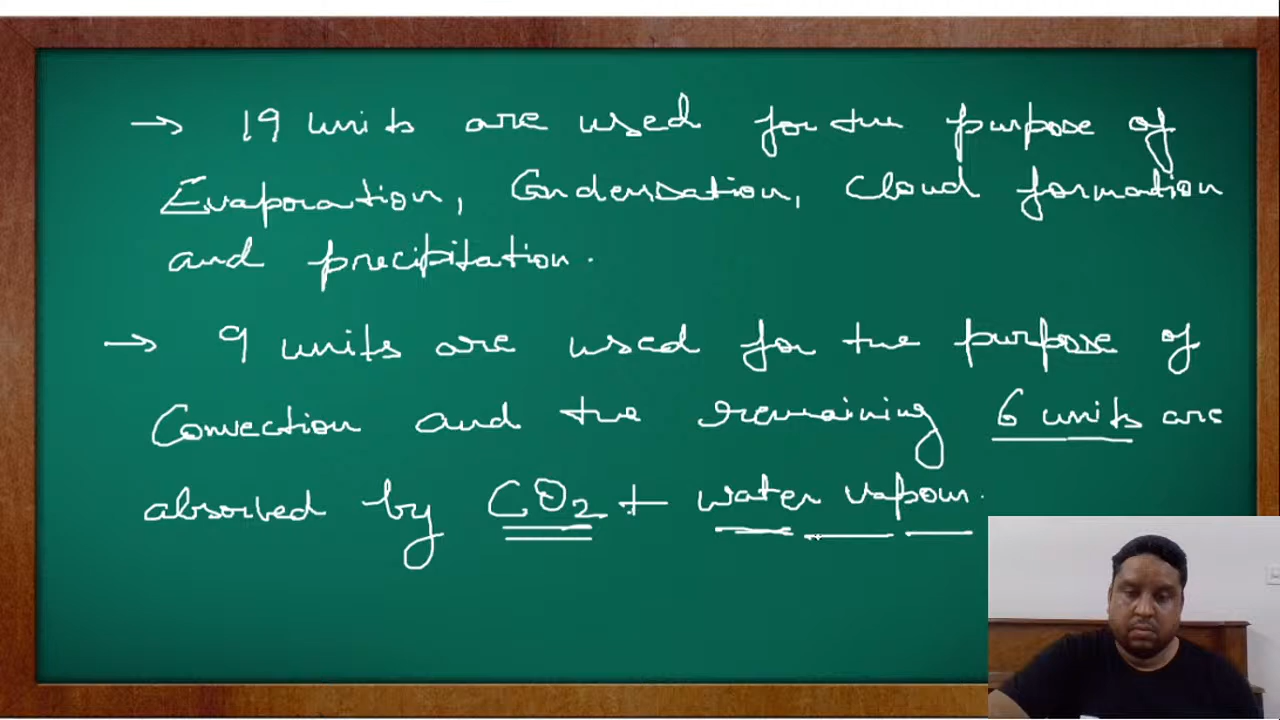 → 19 units are used for the purpose of
Evaporation, Condensation, Cloud formation
and precipitation.
→ 9 units are used for the purpose of
Convection and the remaining 6 units are
absorbed by CO₂ + water vapour.